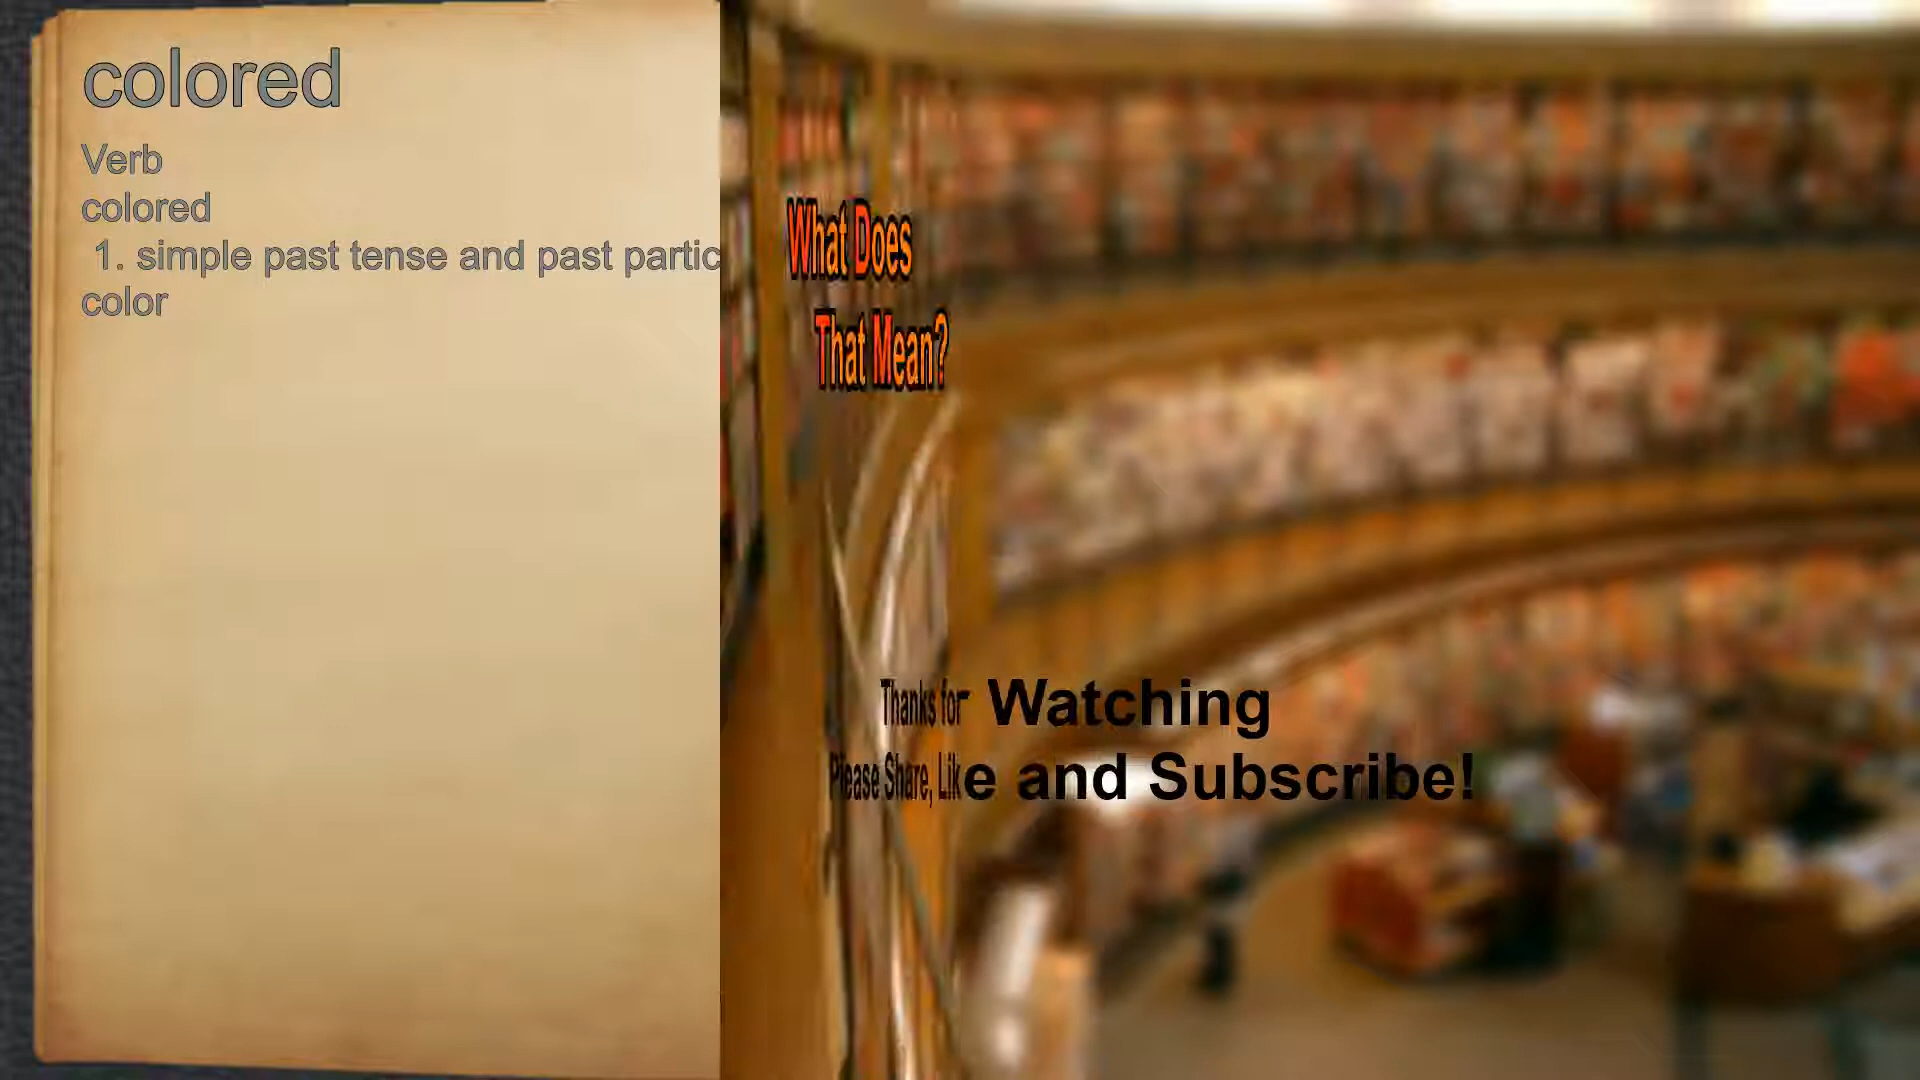 colored
Verb
colored
1. simple past tense and past partic
color
What Does
That Mean?
Thanks for Watching
Please Share, Like and Subscribe!